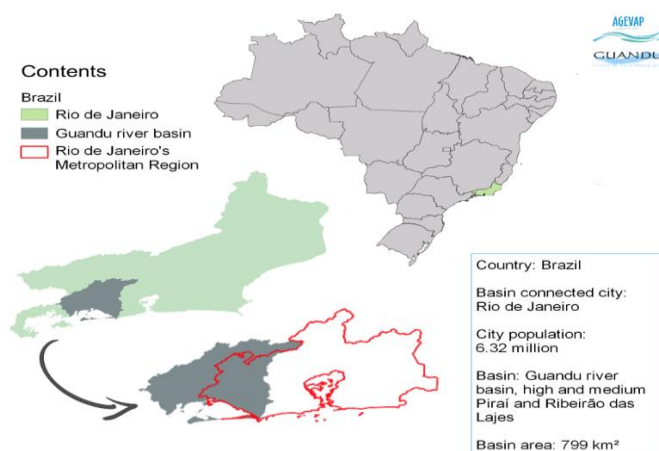 AGEVAP
GUANDU
Contents
Brazil
Rio de Janeiro
Guandu river basin
Rio de Janeiro's
Metropolitan Region
Country: Brazil
Basin connected city:
Rio de Janeiro
City population:
6.32 million
Basin: Guandu river
basin, high and medium
Piraí and Ribeirão das
Lajes
Basin area: 799 km²